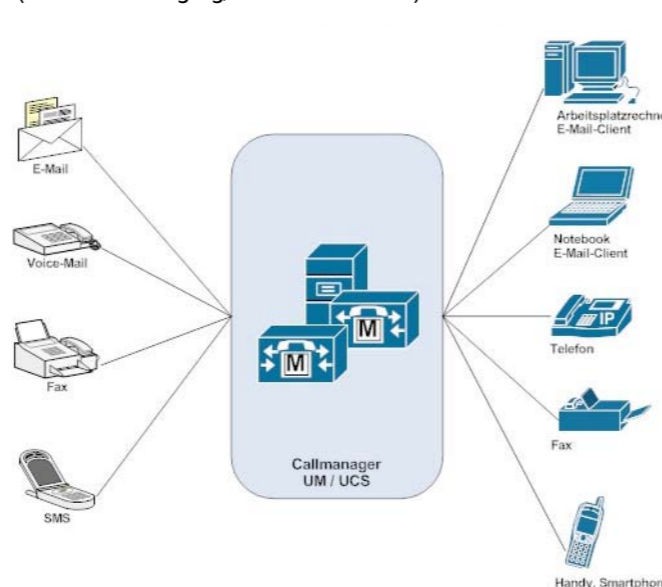 E-Mail
Voice-Mail
Fax
SMS
M
M
Callmanager
UM / UCS
Arbeitsplatzrechne
E-Mail-Client
Notebook
E-Mail-Client
IP
Telefon
Fax
Handy, Smartphon